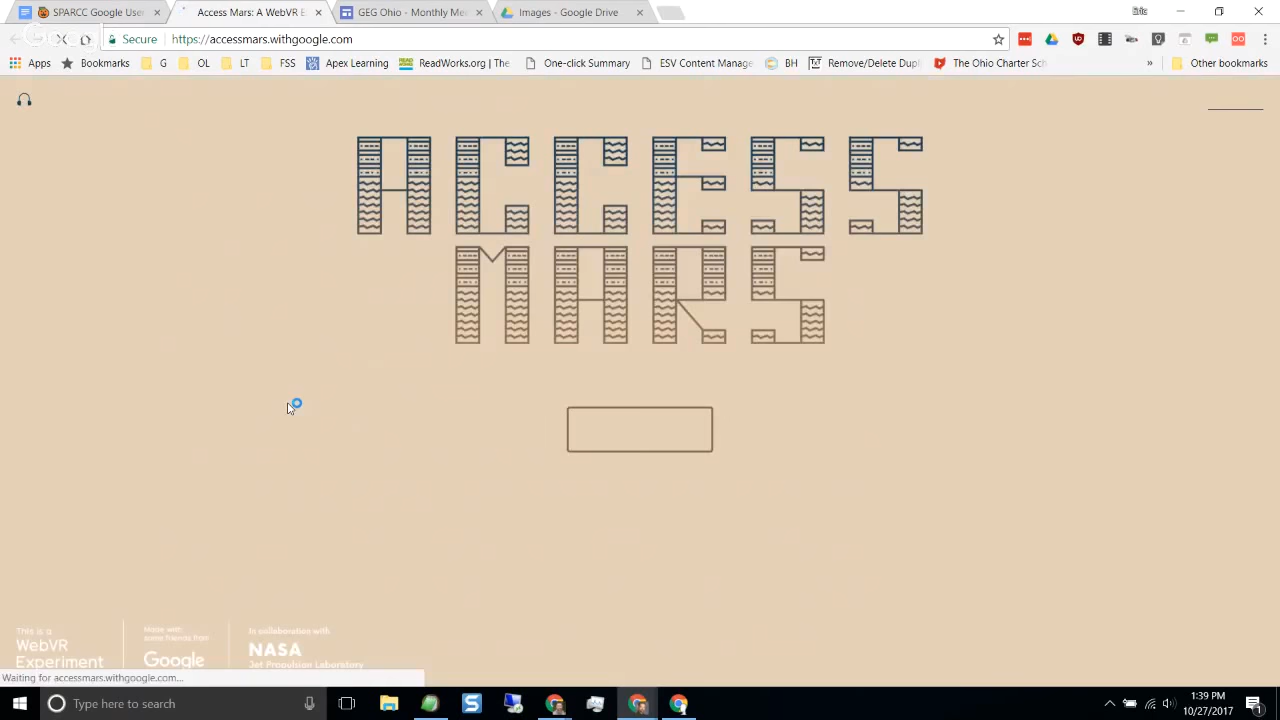 SPARCC Google User
Access Mars: A WebVR E
GEG Ohio - Monthly Me
Images - Google Drive
Secure
https://accessmars.withgoogle.com
Apps
Bookmarks
G
OL
LT
FSS
Apex Learning
ReadWorks.org | The
One-click Summary
ESV Content Manage
BH
Remove/Delete Dup
The Ohio Charter Sch
»
Other bookmarks
ACCESS
MARS
This is a
WebVR
Experiment
Made with
some friends from
Google
In collaboration with
NASA
Jet Propulsion Laboratory
Waiting for accessmars.withgoogle.com...
Type here to search
1:39 PM
10/27/2017